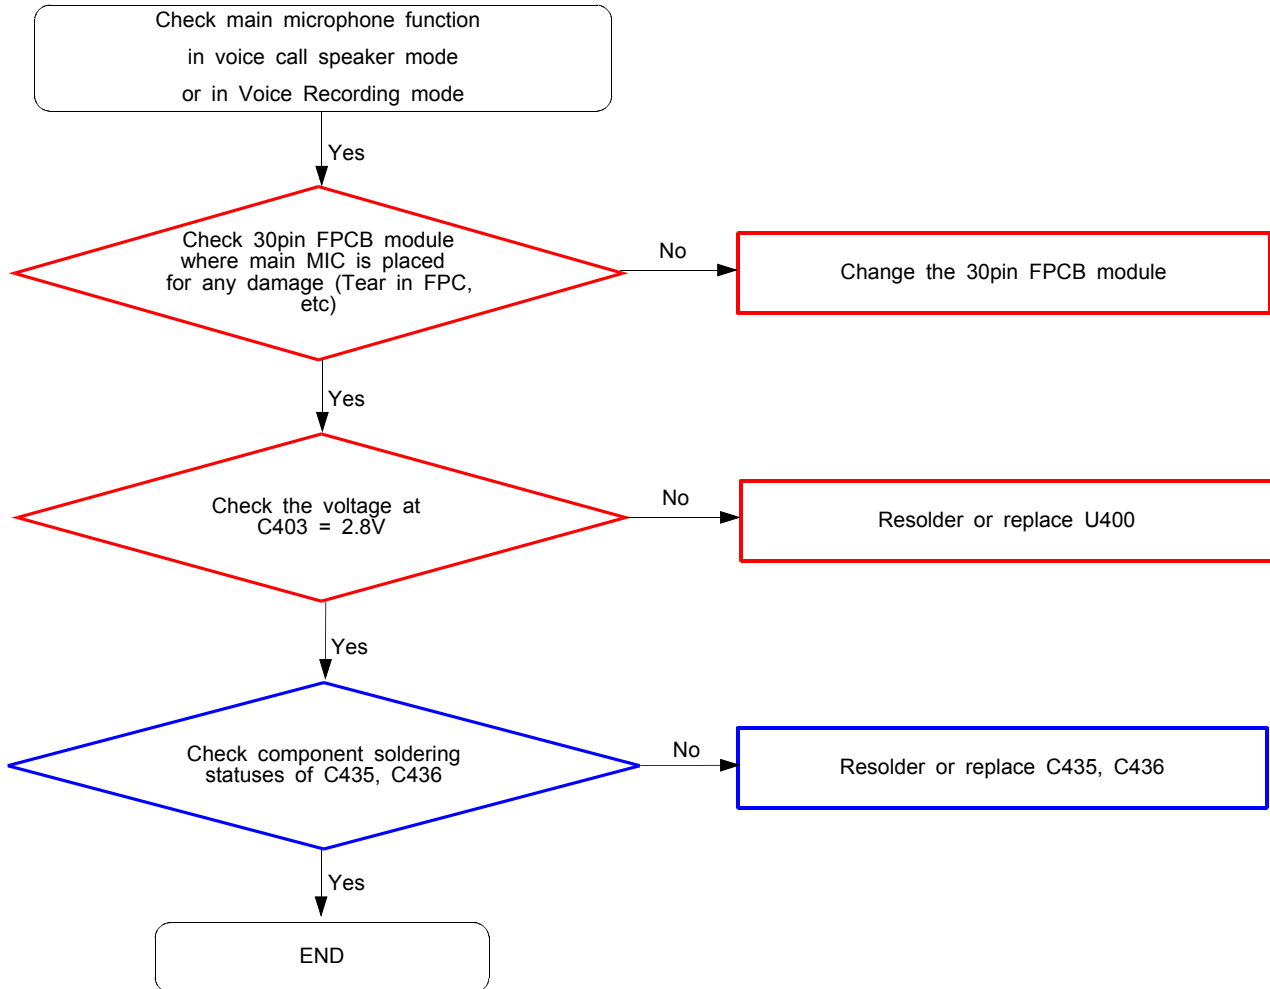 Check main microphone function
in voice call speaker mode
or in Voice Recording mode
Yes
Check 30pin FPCB module
where main MIC is placed
for any damage (Tear in FPC,
etc)
No
Change the 30pin FPCB module
Yes
Check the voltage at
C403 = 2.8V
No
Resolder or replace U400
Yes
Check component soldering
statuses of C435, C436
No
Resolder or replace C435, C436
Yes
END